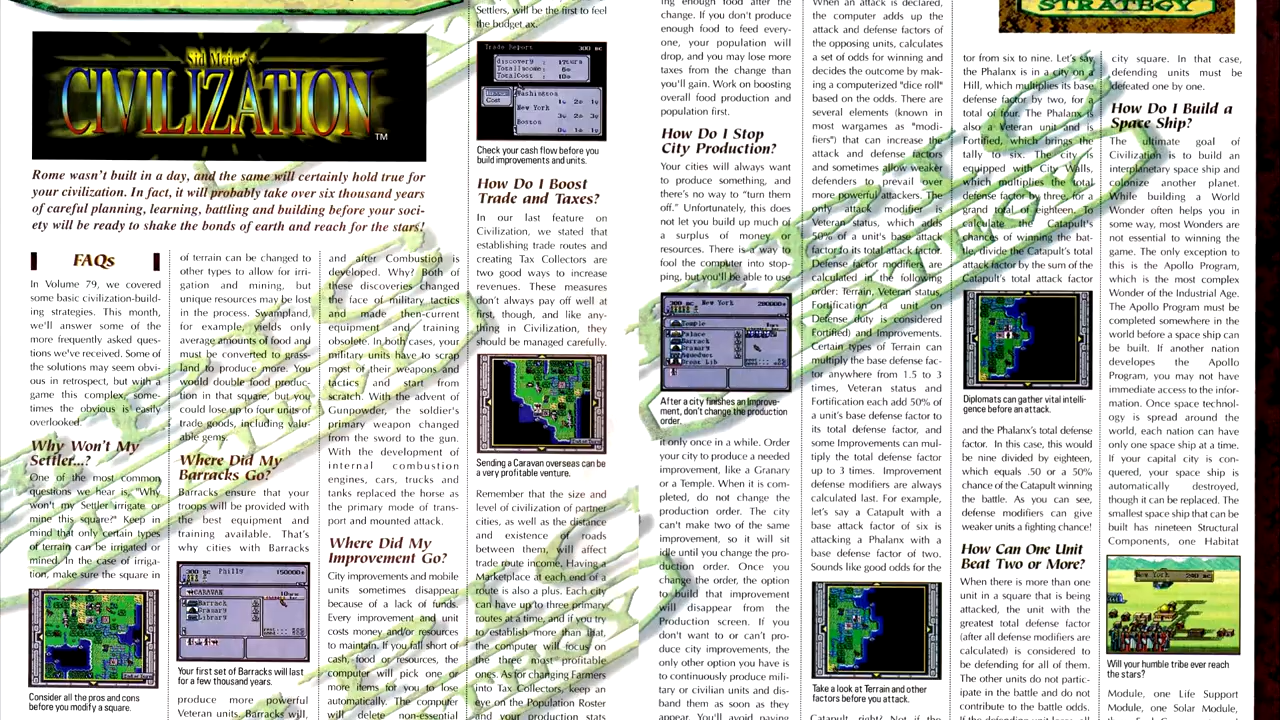 Sid Meier's
CIVILIZATION
TM
Rome wasn't built in a day, and the same will certainly hold true for
your civilization. In fact, it will probably take over six thousand years
of careful planning, learning, battling and building before your soci-
ety will be ready to shake the bonds of earth and reach for the stars!
FAQs
In Volume 79, we covered
some basic civilization-build-
ing strategies. This month,
we'll answer some of the
more frequently asked ques-
tions we've received. Some of
the solutions may seem obvi-
ous in retrospect, but with a
game this complex, some-
times the obvious is easily
overlooked.
Why Won't My
Settler...?
One of the most common
questions we hear is, "Why
won't my Settler irrigate or
mine this square?" Keep in
mind that only certain types
of terrain can be irrigated or
mined. In the case of irriga-
tion, make sure the square in
Consider all the pros and cons
before you modify a square.
of terrain can be changed to
other types to allow for irri-
gation and mining, but
unique resources may be lost
in the process. Swampland,
for example, yields only
average amounts of food and
must be converted to grass-
land to produce more. You
would double food produc-
tion in that square, but you
could lose up to four units of
trade goods, including valu-
able gems.
Where Did My
Barracks Go?
Barracks ensure that your
troops will be provided with
the best equipment and
training available. That's
why cities with Barracks
300 mc Philly 150000
CARAVAN
Barrack
Granary
Library
Your first set of Barracks will last
for a few thousand years.
produce more powerful
Veteran units. Barracks will,
and after Combustion is
developed. Why? Both of
these discoveries changed
the face of military tactics
and made then-current
equipment and training
obsolete. In both cases, your
military units have to scrap
most of their weapons and
tactics and start from
scratch. With the advent of
Gunpowder, the soldier's
primary weapon changed
from the sword to the gun.
With the development of
internal combustion
engines, cars, trucks and
tanks replaced the horse as
the primary mode of trans-
port and mounted attack.
Where Did My
Improvement Go?
City improvements and mobile
units sometimes disappear
because of a lack of funds.
Every improvement and unit
costs money and/or resources
to maintain. If you fall short of
cash, food or resources, the
computer will pick one or
more items for you to lose
automatically. The computer
will delete non-essential
Settlers, will be the first to feel
the budget ax.
Trade Report 300 mc
discovery : 17turn
TotalIncome:
TotalCost :
Cost
Washington
New York
Boston
Check your cash flow before you
build improvements and units.
How Do I Boost
Trade and Taxes?
In our last feature on
Civilization, we stated that
establishing trade routes and
creating Tax Collectors are
two good ways to increase
revenues. These measures
don't always pay off well at
first, though, and like any-
thing in Civilization, they
should be managed carefully.
Sending a Caravan overseas can be
a very profitable venture.
Remember that the size and
level of civilization of partner
cities, as well as the distance
and existence of roads
between them, will affect
trade route income. Having a
Marketplace at each end of a
route is also a plus. Each city
can have up to three primary
routes at a time, and if you try
to establish more than that,
the computer will focus on
the three most profitable
ones. As for changing Farmers
into Tax Collectors, keep an
eye on the Population Roster
and your production stats
ing enough food after the
change. If you don't produce
enough food to feed every-
one, your population will
drop, and you may lose more
taxes from the change than
you'll gain. Work on boosting
overall food production and
population first.
How Do I Stop
City Production?
Your cities will always want
to produce something, and
there's no way to "turn them
off." Unfortunately, this does
not let you build up much of
a surplus of money or
resources. There is a way to
fool the computer into stop-
ping, but you'll be able to use
300 mc New York 200000
Temple
Palace
Barrack
Granary
Aqueduct
After a city finishes an Improve-
ment, don't change the production
order.
it only once in a while. Order
your city to produce a needed
improvement, like a Granary
or a Temple. When it is com-
pleted, do not change the
production order. The city
can't make two of the same
improvement, so it will sit
idle until you change the pro-
duction order. Once you
change the order, the option
to build that improvement
will disappear from the
Production screen. If you
don't want to or can't pro-
duce city improvements, the
only other option you have is
to continuously produce mili-
tary or civilian units and dis-
band them as soon as they
appear. You'll avoid paying
When an attack is declared,
the computer adds up the
attack and defense factors of
the opposing units, calculates
a set of odds for winning and
decides the outcome by mak-
ing a computerized "dice roll"
based on the odds. There are
several elements (known in
most wargames as "modi-
fiers") that can increase the
attack and defense factors
and sometimes allow weaker
defenders to prevail over
more powerful attackers. The
only attack modifier is
Veteran status, which adds
50% of a unit's base attack
factor to its total attack factor.
Defense factor modifiers are
calculated in the following
order: Terrain, Veteran status,
Fortification (a unit on
Defense duty is considered
Fortified) and Improvements.
Certain types of Terrain can
multiply the base defense fac-
tor anywhere from 1.5 to 3
times, Veteran status and
Fortification each add 50% of
a unit's base defense factor to
its total defense factor, and
some Improvements can mul-
tiply the total defense factor
up to 3 times. Improvement
defense modifiers are always
calculated last. For example,
let's say a Catapult with a
base attack factor of six is
attacking a Phalanx with a
base defense factor of two.
Sounds like good odds for the
Take a look at Terrain and other
factors before you attack.
Catapult, right? Not if the
STRATEGY
tor from six to nine. Let's say
the Phalanx is in a city on a
Hill, which multiplies its base
defense factor by two, for a
total of four. The Phalanx is
also a Veteran unit and is
Fortified, which brings the
tally to six. The city is
equipped with City Walls,
which multiplies the total
defense factor by three, for a
grand total of eighteen. To
calculate the Catapult's
chances of winning the bat-
tle, divide the Catapult's total
attack factor by the sum of the
Catapult's total attack factor
Diplomats can gather vital intelli-
gence before an attack.
and the Phalanx's total defense
factor. In this case, this would
be nine divided by eighteen,
which equals .50 or a 50%
chance of the Catapult winning
the battle. As you can see,
defense modifiers can give
weaker units a fighting chance!
How Can One Unit
Beat Two or More?
When there is more than one
unit in a square that is being
attacked, the unit with the
greatest total defense factor
(after all defense modifiers are
calculated) is considered to
be defending for all of them.
The other units do not partic-
ipate in the battle and do not
contribute to the battle odds.
If the defending unit loses, all
city square. In that case,
defending units must be
defeated one by one.
How Do I Build a
Space Ship?
The ultimate goal of
Civilization is to build an
interplanetary space ship and
colonize another planet.
While building a World
Wonder often helps you in
some way, most Wonders are
not essential to winning the
game. The only exception to
this is the Apollo Program,
which is the most complex
Wonder of the Industrial Age.
The Apollo Program must be
completed somewhere in the
world before a space ship can
be built. If another nation
developes the Apollo
Program, you may not have
immediate access to the infor-
mation. Once space technol-
ogy is spread around the
world, each nation can have
only one space ship at a time.
If your capital city is con-
quered, your space ship is
automatically destroyed,
though it can be replaced. The
smallest space ship that can be
built has nineteen Structural
Components, one Habitat
New York 240 mc
Will your humble tribe ever reach
the stars?
Module, one Life Support
Module, one Solar Module,